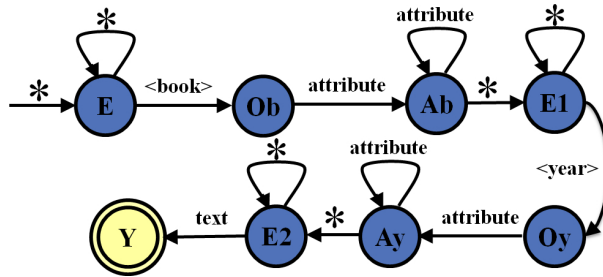 * attribute *
* E <book> Ob attribute Ab * E1
* attribute <year>
Y text E2 * Ay attribute Oy